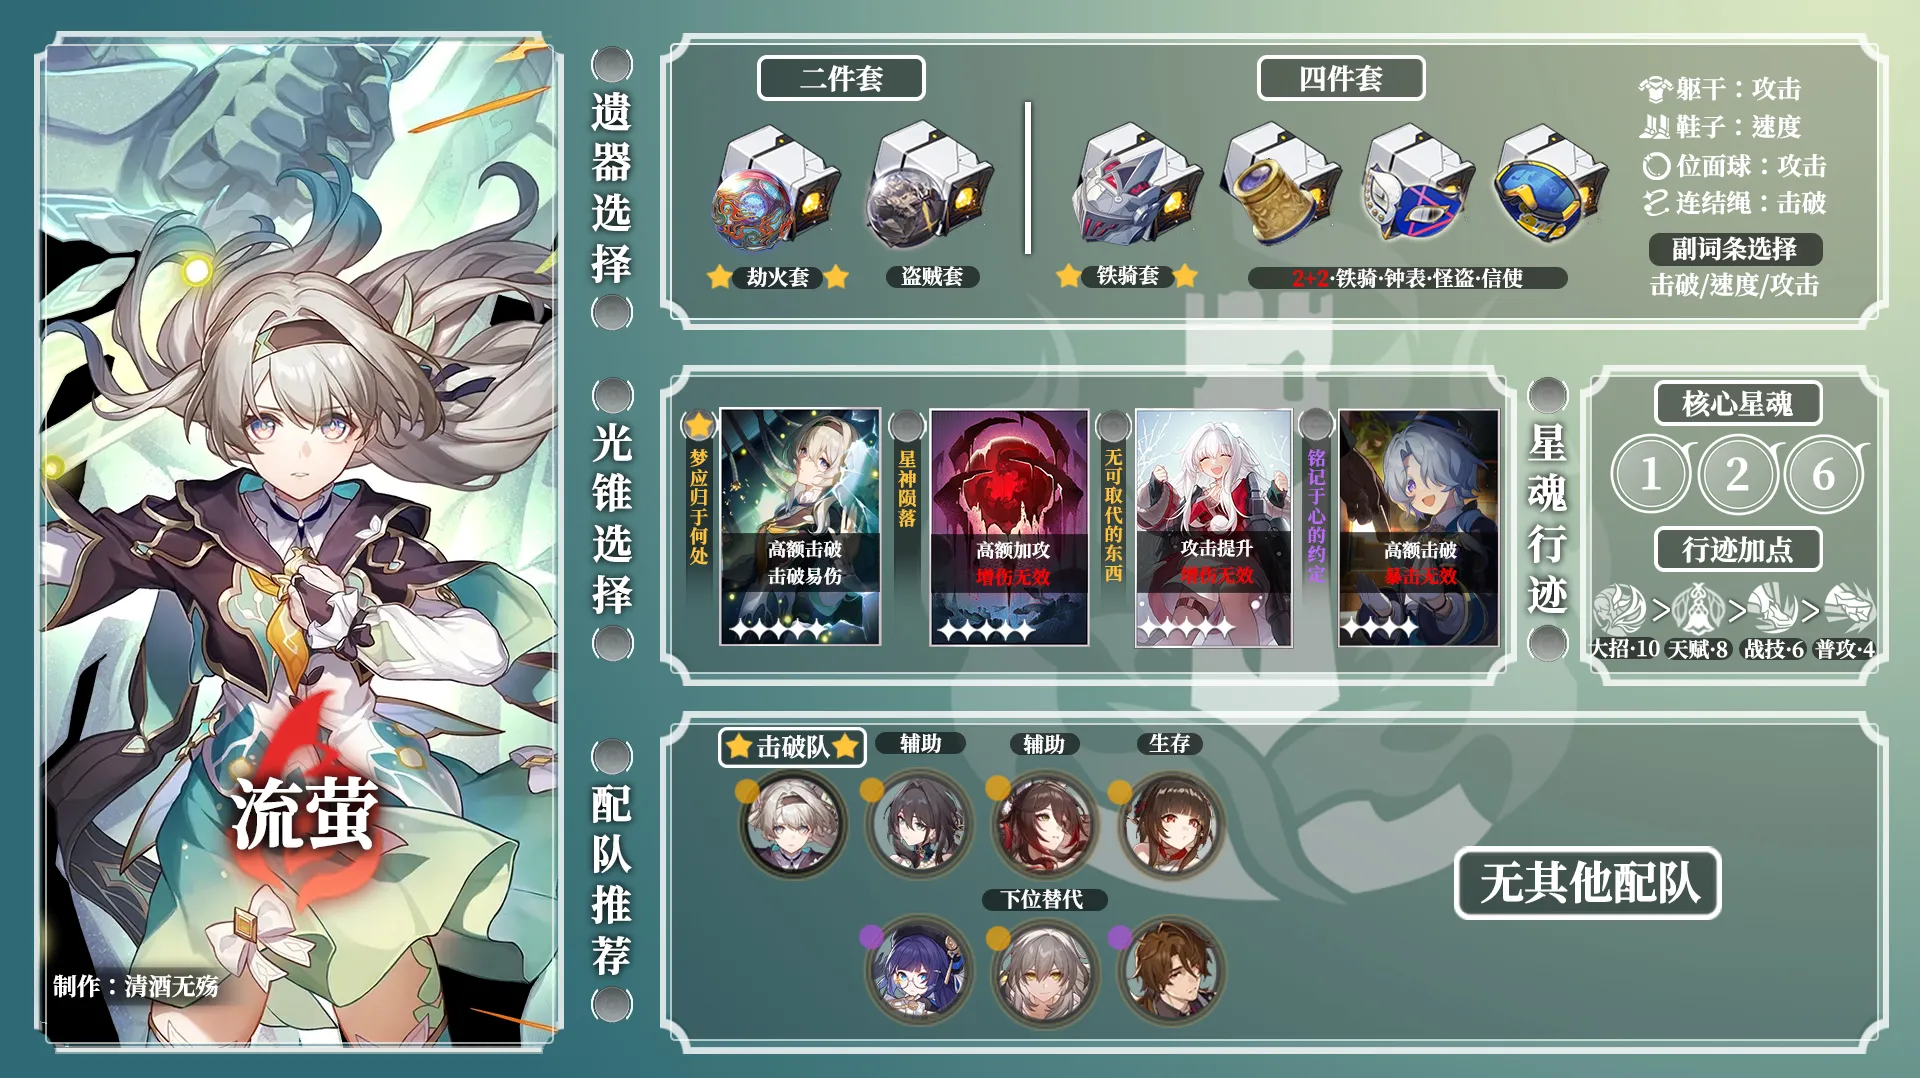 流萤
制作：清酒无殇
遗器选择
二件套
劫火套
盗贼套
四件套
铁骑套
2+2·铁骑·钟表·怪盗·信使
躯干：攻击
鞋子：速度
位面球：攻击
连结绳：击破
副词条选择
击破/速度/攻击
光锥选择
梦应归于何处
高额击破
击破易伤
星神陨落
高额加攻
增伤无效
无可取代的东西
攻击提升
增伤无效
铭记于心的约定
高额击破
暴击无效
星魂行迹
核心星魂
1 2 6
行迹加点
> > >
大招·10 天赋·8 战技·6 普攻·4
配队推荐
击破队 辅助 辅助 生存
下位替代
无其他配队